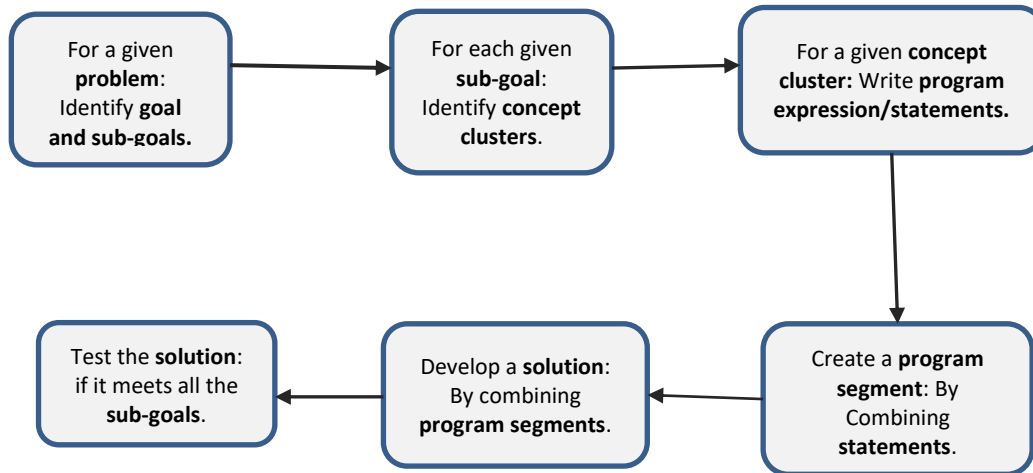 For a given
problem:
Identify goal
and sub-goals.
For each given
sub-goal:
Identify concept
clusters.
For a given concept
cluster: Write program
expression/statements.
Create a program
segment: By
Combining
statements.
Develop a solution:
By combining
program segments.
Test the solution:
if it meets all the
sub-goals.